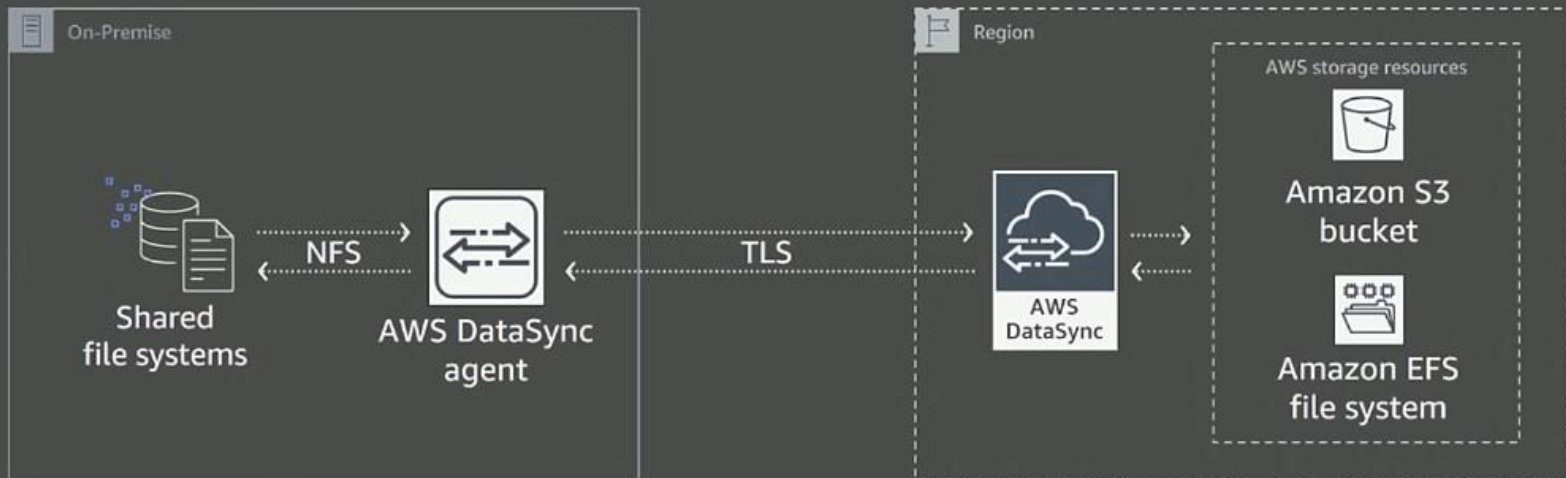 On-Premise
Region
AWS storage resources
Amazon S3
bucket
NFS
TLS
AWS
DataSync
Shared
file systems
AWS DataSync
agent
Amazon EFS
file system